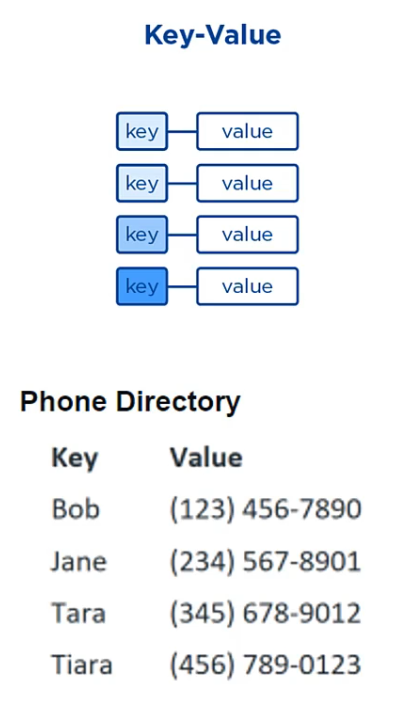 Key-Value
key value
key value
key value
key value
Phone Directory
Key Value
Bob (123) 456-7890
Jane (234) 567-8901
Tara (345) 678-9012
Tiara (456) 789-0123